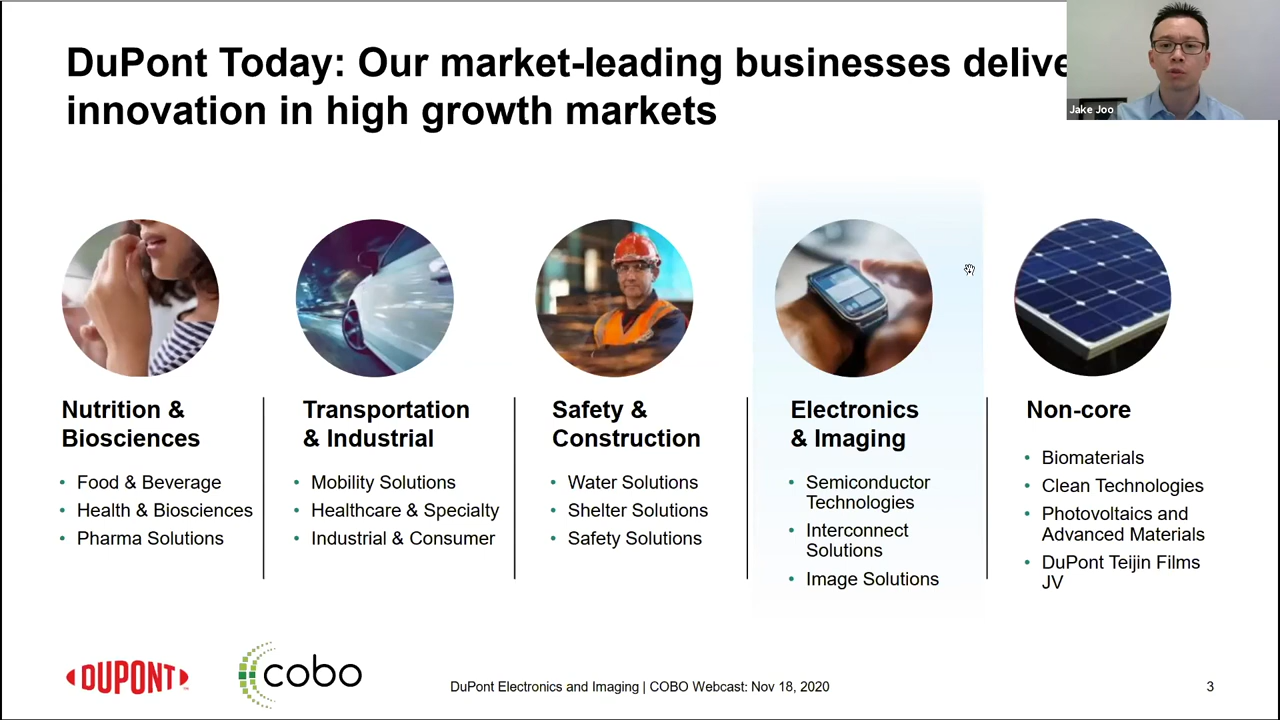 DuPont Today: Our market-leading businesses delive
innovation in high growth markets
Jake Joo
Nutrition &
Biosciences
• Food & Beverage
• Health & Biosciences
• Pharma Solutions
Transportation
& Industrial
• Mobility Solutions
• Healthcare & Specialty
• Industrial & Consumer
Safety &
Construction
• Water Solutions
• Shelter Solutions
• Safety Solutions
Electronics
& Imaging
• Semiconductor
Technologies
• Interconnect
Solutions
• Image Solutions
Non-core
• Biomaterials
• Clean Technologies
• Photovoltaics and
Advanced Materials
• DuPont Teijin Films
JV
DUPONT
cobo
DuPont Electronics and Imaging | COBO Webcast: Nov 18, 2020
3